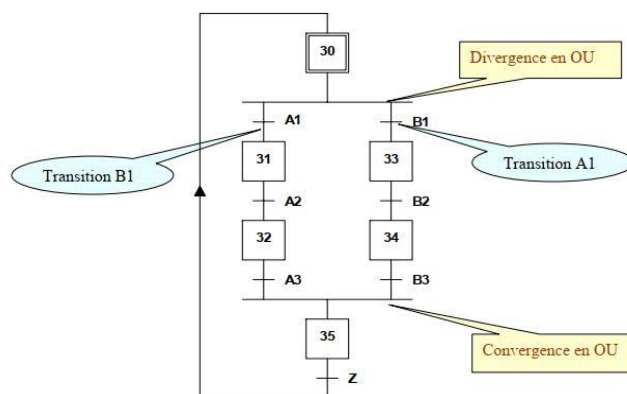 30
Divergence en OU
A1
B1
31
33
Transition B1
Transition A1
A2
B2
32
34
A3
B3
35
Convergence en OU
Z